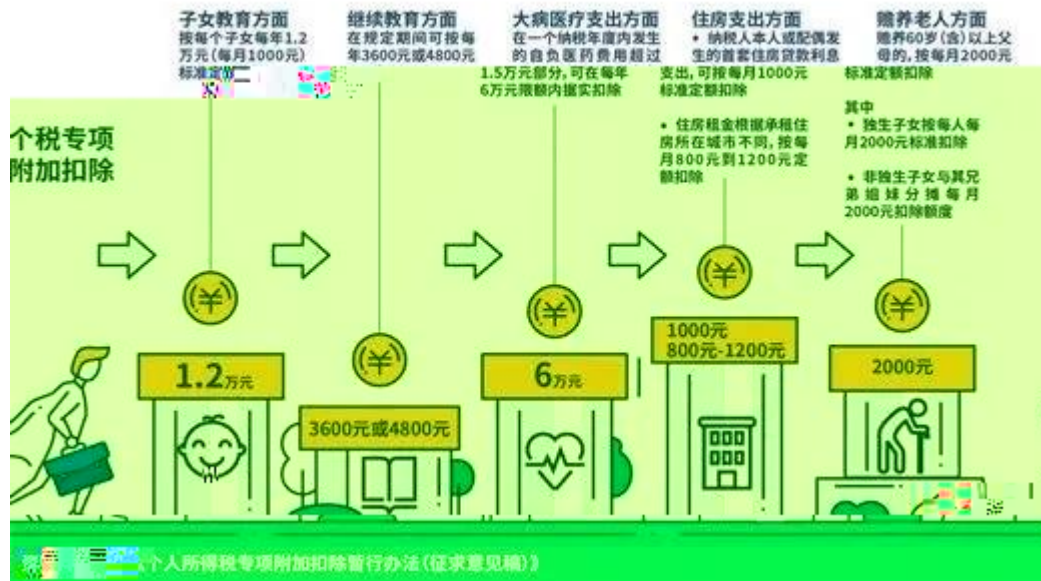 子女教育方面
按每个子女每年1.2
万元(每月1000元)
标准定
继续教育方面
在规定期间可按每
年3600元或4800元
大病医疗支出方面
在一个纳税年度内发生
的自负医药费用超过
1.5万元部分,可在每年
6万元限额内据实扣除
住房支出方面
• 纳税人本人或配偶发
生的首套住房贷款利息
支出,可按每月1000元
标准定额扣除
• 住房租金根据承租住
房所在城市不同,按每
月800元到1200元定
额扣除
赡养老人方面
赡养60岁(含)以上父
母的,按每月2000元
标准定额扣除
其中
• 独生子女按每人每
月2000元标准扣除
• 非独生子女与其兄
弟姐妹分摊每月
2000元扣除额度
个税专项
附加扣除
1.2万元
3600元或4800元
6万元
1000元
800元-1200元
2000元
个人所得税专项附加扣除暂行办法(征求意见稿)》